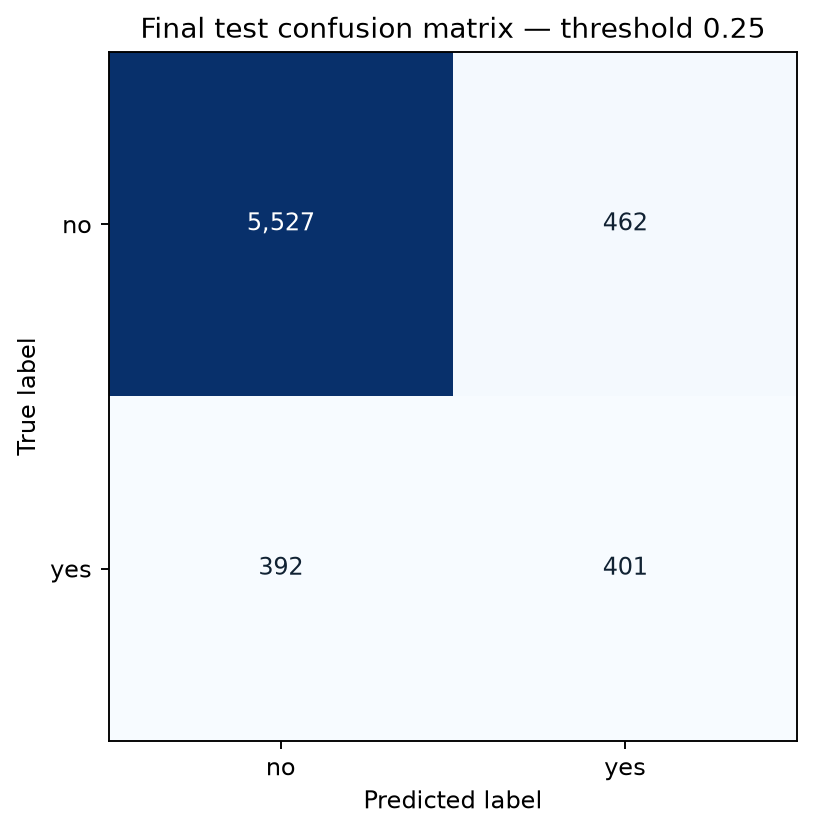 Final test confusion matrix — threshold 0.25
True label
no
5,527 462
yes
392 401
no yes
Predicted label